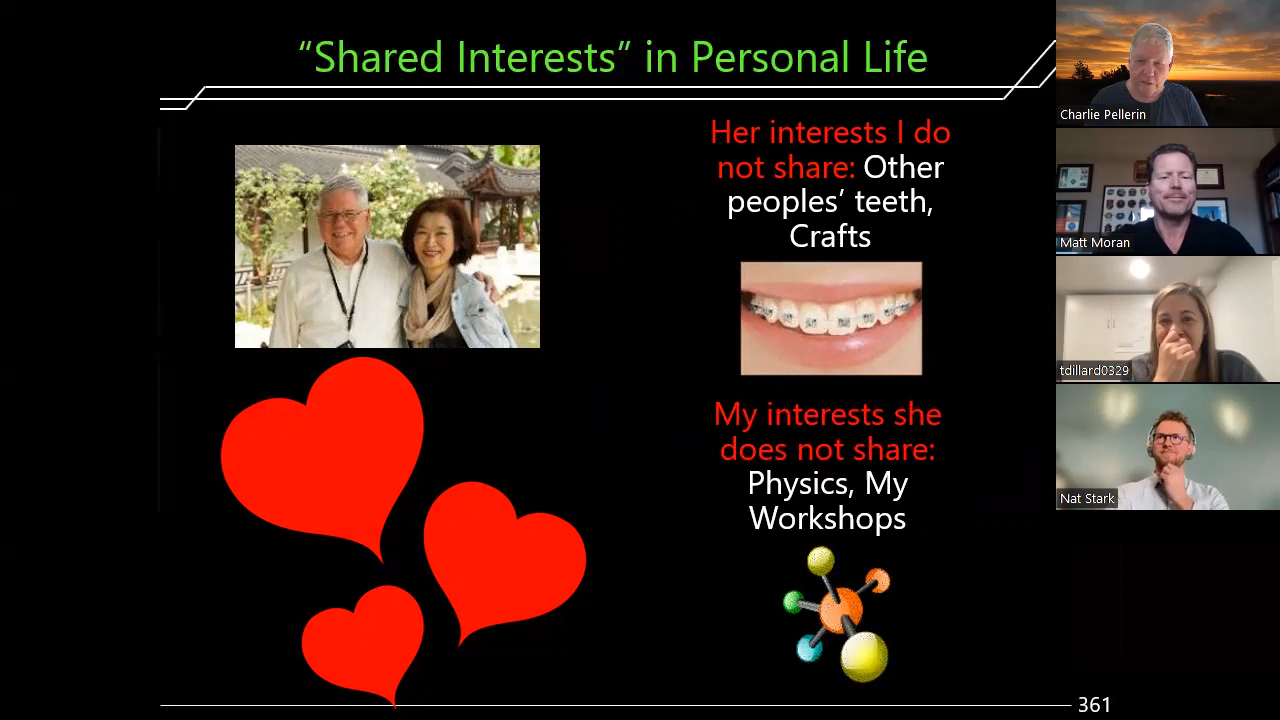 “Shared Interests” in Personal Life
Her interests I do
not share: Other
peoples’ teeth,
Crafts
My interests she
does not share:
Physics, My
Workshops
361
Charlie Pellerin
Matt Moran
tdillard0329
Nat Stark